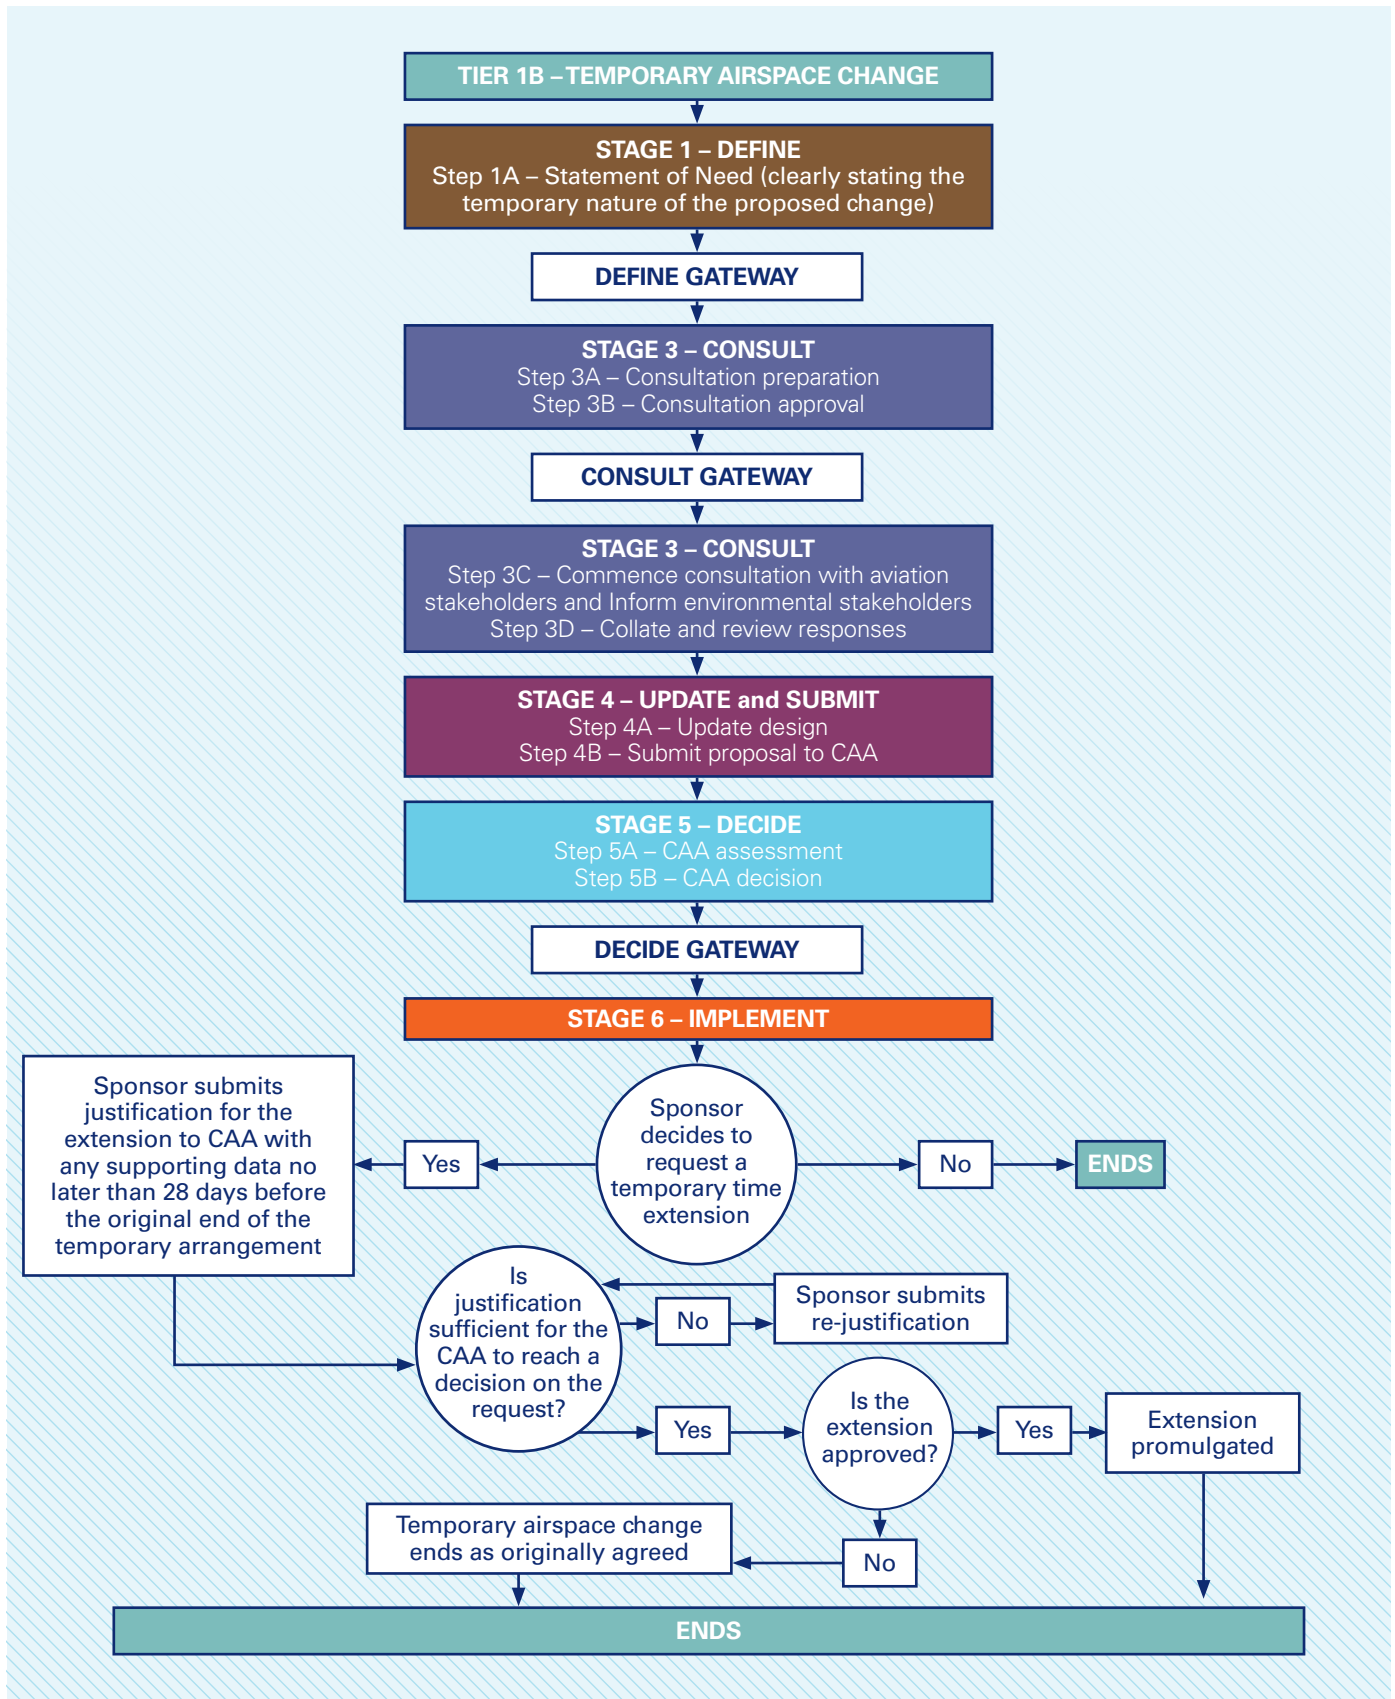 TIER 1B – TEMPORARY AIRSPACE CHANGE
STAGE 1 – DEFINE
Step 1A – Statement of Need (clearly stating the
temporary nature of the proposed change)
DEFINE GATEWAY
STAGE 3 – CONSULT
Step 3A – Consultation preparation
Step 3B – Consultation approval
CONSULT GATEWAY
STAGE 3 – CONSULT
Step 3C – Commence consultation with aviation
stakeholders and Inform environmental stakeholders
Step 3D – Collate and review responses
STAGE 4 – UPDATE and SUBMIT
Step 4A – Update design
Step 4B – Submit proposal to CAA
STAGE 5 – DECIDE
Step 5A – CAA assessment
Step 5B – CAA decision
DECIDE GATEWAY
STAGE 6 – IMPLEMENT
Sponsor
decides to
request a
temporary time
extension
No
ENDS
Yes
Sponsor submits
justification for the
extension to CAA with
any supporting data no
later than 28 days before
the original end of the
temporary arrangement
Is
justification
sufficient for the
CAA to reach a
decision on the
request?
No
Sponsor submits
re-justification
Yes
Is the
extension
approved?
Yes
Extension
promulgated
No
Temporary airspace change
ends as originally agreed
ENDS